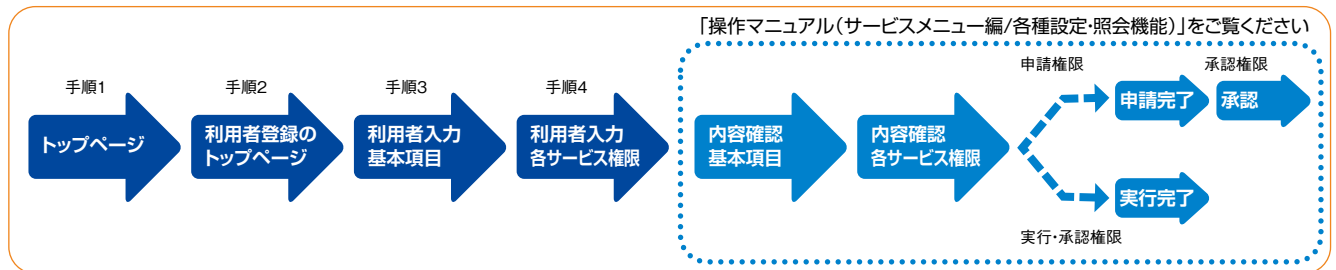 「操作マニュアル(サービスメニュー編/各種設定・照会機能)」をご覧ください
手順1
トップページ
手順2
利用者登録の
トップページ
手順3
利用者入力
基本項目
手順4
利用者入力
各サービス権限
内容確認
基本項目
内容確認
各サービス権限
申請権限
申請完了
承認権限
承認
実行完了
実行・承認権限